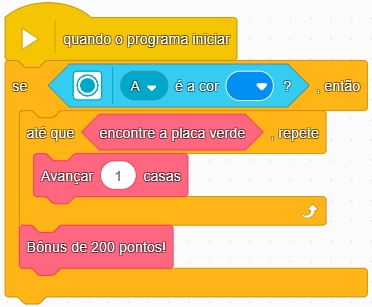 quando o programa iniciar
se A é a cor ? , então
até que encontre a placa verde , repete
Avançar 1 casas
Bônus de 200 pontos!